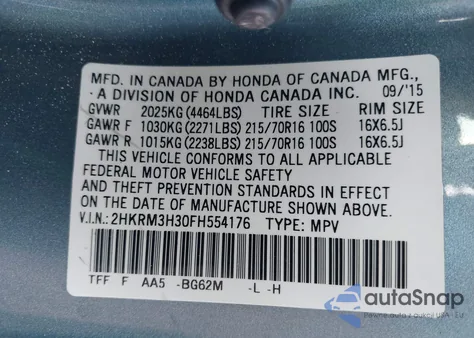 MFD. IN CANADA BY HONDA OF CANADA MFG.,
A DIVISION OF HONDA CANADA INC. 09/'15
GVWR 2025KG (4464LBS) TIRE SIZE RIM SIZE
GAWR F 1030KG (2271LBS) 215/70R16 100S 16X6.5J
GAWR R 1015KG (2238LBS) 215/70R16 100S 16X6.5J
THIS VEHICLE CONFORMS TO ALL APPLICABLE
FEDERAL MOTOR VEHICLE SAFETY
AND THEFT PREVENTION STANDARDS IN EFFECT
ON THE DATE OF MANUFACTURE SHOWN ABOVE.
V.I.N.: 2HKRM3H30FH554176 TYPE: MPV
TFF F AA5 -BG62M -L -H
autoSnap